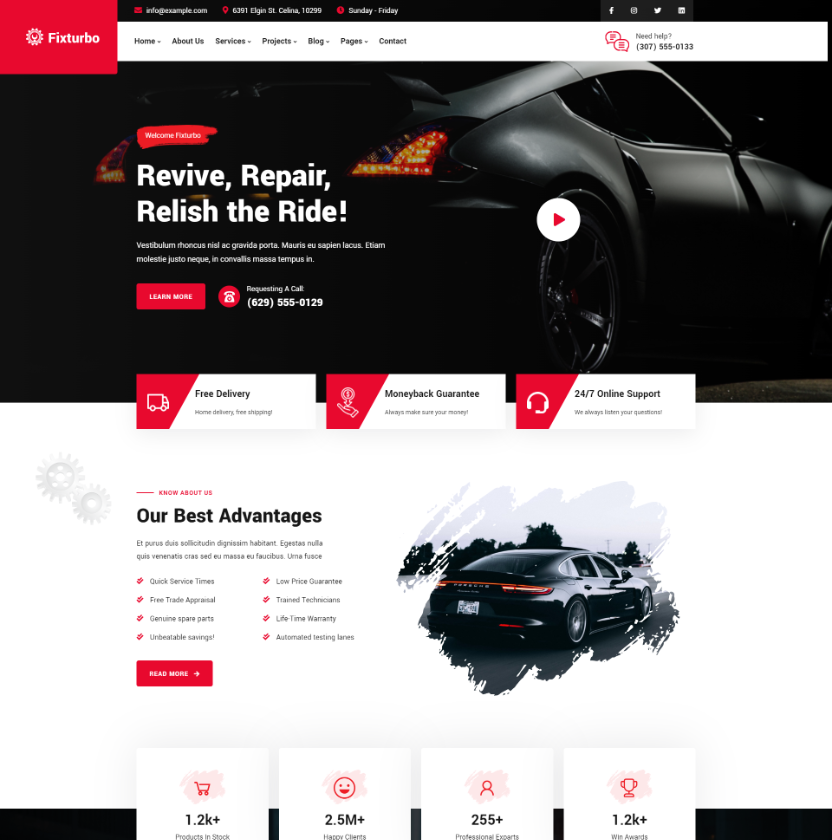 info@example.com 6391 Elgin St. Celina, 10299 Sunday - Friday
Fixturbo
Home About Us Services Projects Blog Pages Contact
Need help?
(307) 555-0133
Welcome Fixturbo
Revive, Repair,
Relish the Ride!
Vestibulum rhoncus nisl ac gravida porta. Mauris eu sapien lacus. Etiam
molestie justo neque, in convallis massa tempus in.
LEARN MORE
Requesting A Call:
(629) 555-0129
Free Delivery
Home delivery, free shipping!
Moneyback Guarantee
Always make sure your money!
24/7 Online Support
We always listen your questions!
KNOW ABOUT US
Our Best Advantages
Et purus duis sollicitudin dignissim habitant. Egestas nulla
quis venenatis cras sed eu massa eu faucibus. Urna fusce
Quick Service Times
Free Trade Appraisal
Genuine spare parts
Unbeatable savings!
Low Price Guarantee
Trained Technicians
Life-Time Warranty
Automated testing lanes
READ MORE
PORSCHE
1.2k+
Products In Stock
2.5M+
Happy Clients
255+
Professional Experts
1.2k+
Win Awards